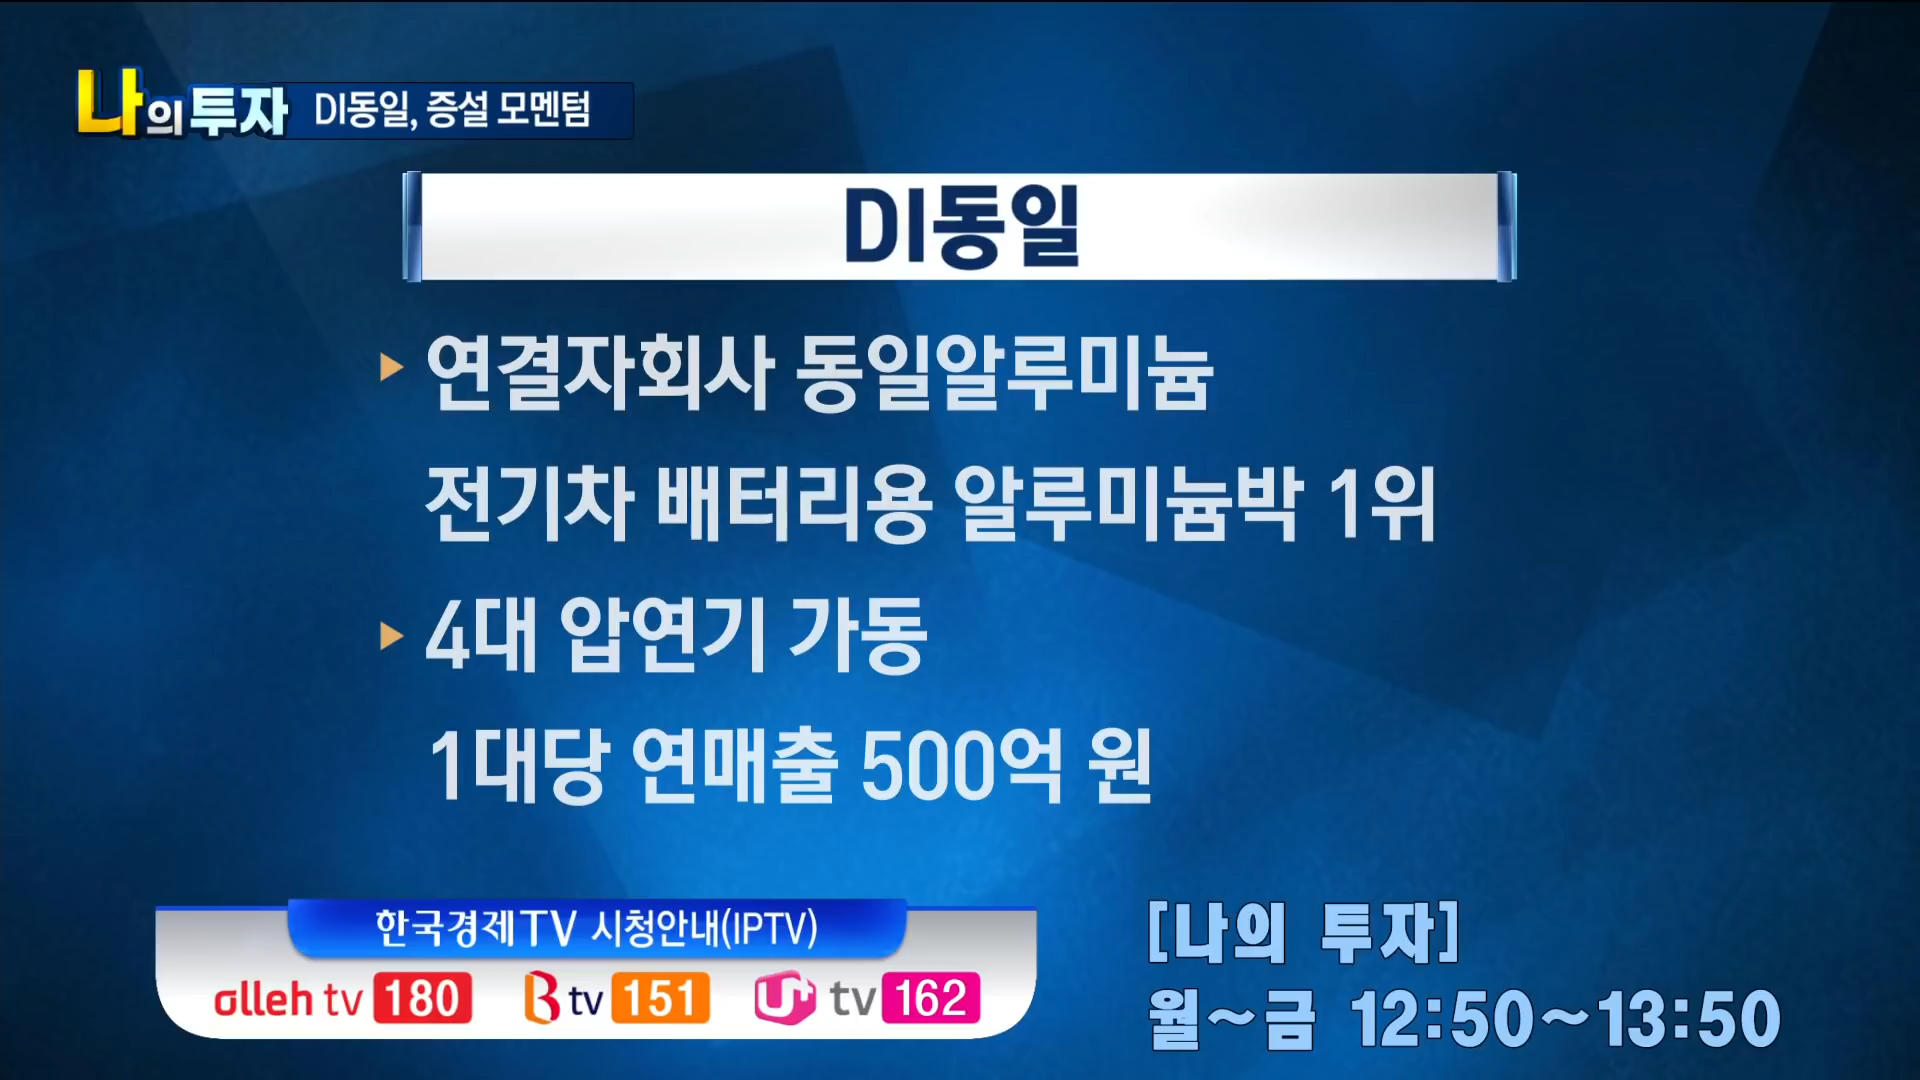 나의투자 DI동일, 증설 모멘텀
DI동일
연결자회사 동일알루미늄
전기차 배터리용 알루미늄박 1위
4대 압연기 가동
1대당 연매출 500억 원
한국경제TV 시청안내(IPTV)
olleh tv 180 B tv 151 U+ tv 162
[나의 투자]
월~금 12:50~13:50